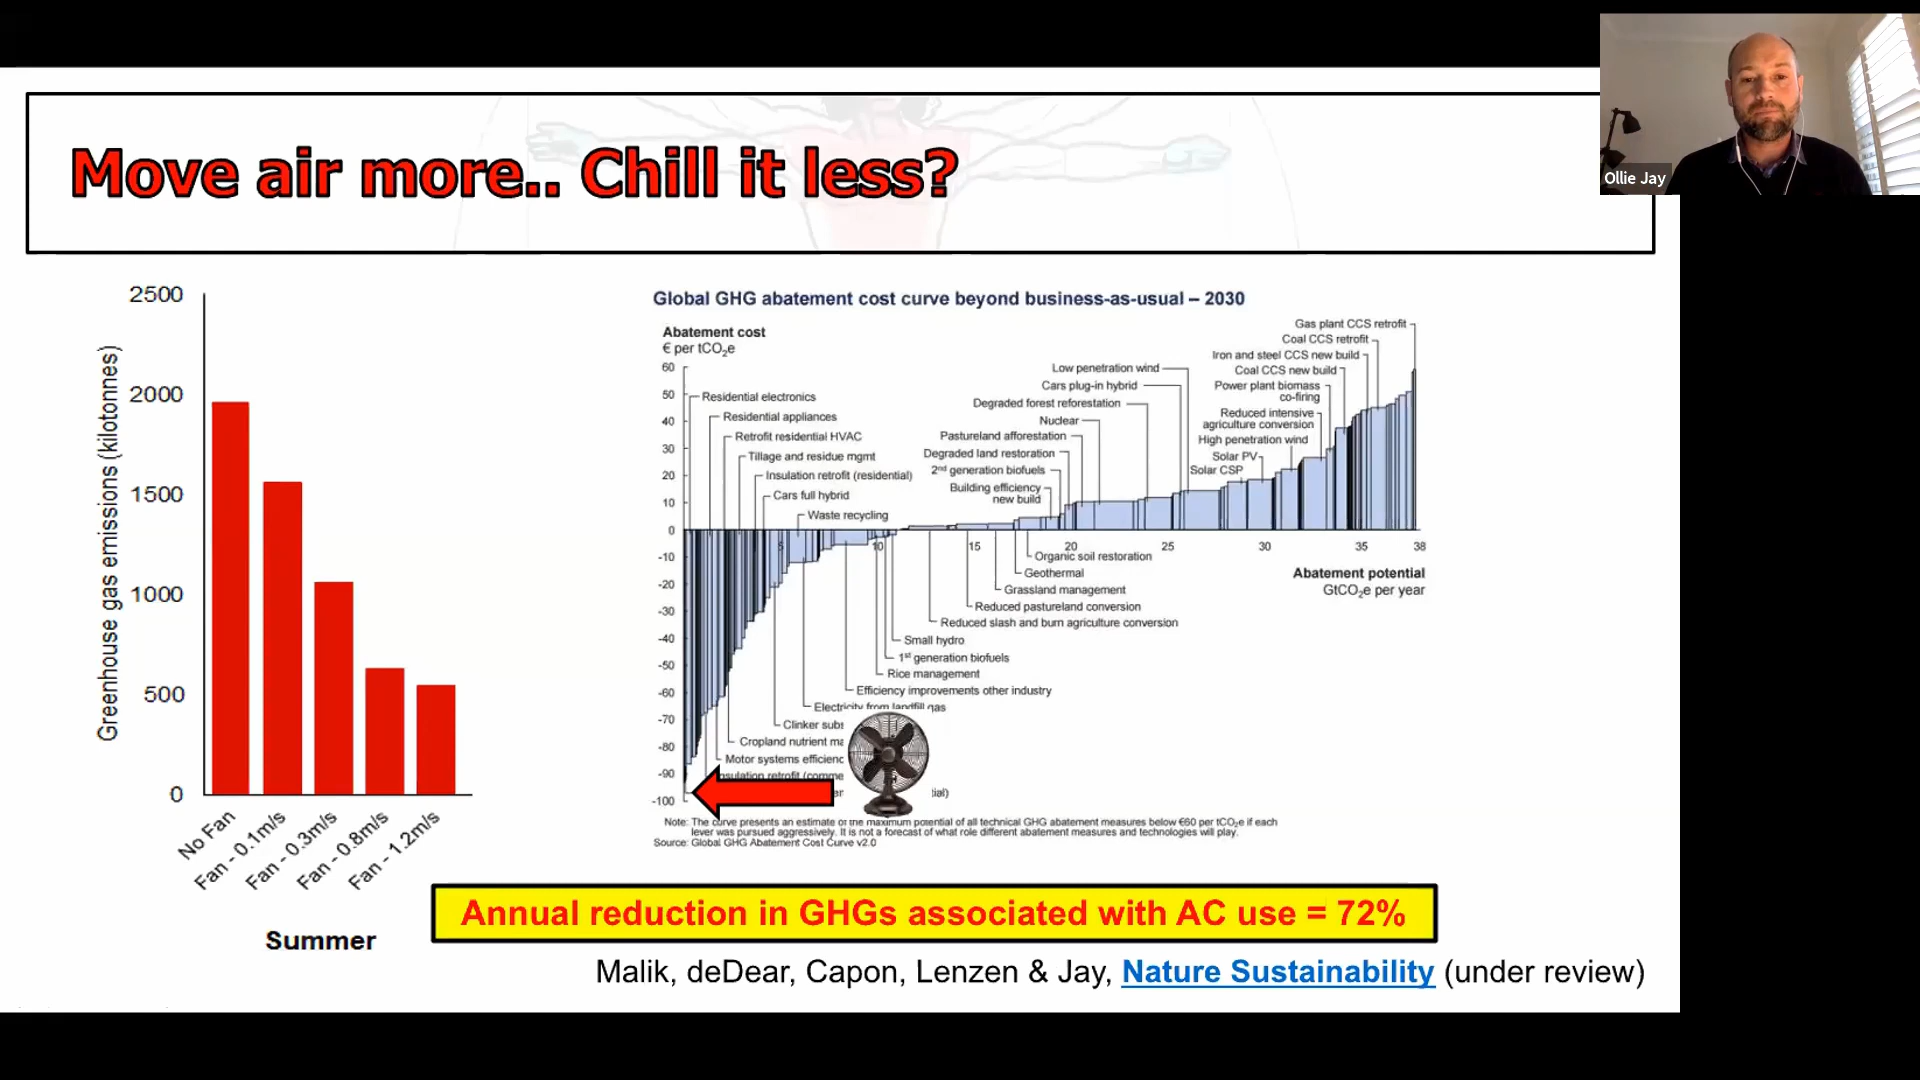 Move air more.. Chill it less?
Ollie Jay
2500
2000
1500
1000
500
0
Greenhouse gas emissions (kilotonnes)
No Fan
Fan - 0.1m/s
Fan - 0.3m/s
Fan - 0.8m/s
Fan - 1.2m/s
Summer
Global GHG abatement cost curve beyond business-as-usual – 2030
Abatement cost
€ per tCO₂e
60
50
40
30
20
10
0
-10
-20
-30
-40
-50
-60
-70
-80
-90
-100
Residential electronics
Residential appliances
Retrofit residential HVAC
Tillage and residue mgmt
Insulation retrofit (residential)
Cars full hybrid
Waste recycling
Low penetration wind
Cars plug-in hybrid
Degraded forest reforestation
Nuclear
Pastureland afforestation
Degraded land restoration
2nd generation biofuels
Building efficiency
new build
Gas plant CCS retrofit
Coal CCS retrofit
Iron and steel CCS new build
Coal CCS new build
Power plant biomass
co-firing
Reduced intensive
agriculture conversion
High penetration wind
Solar PV
Solar CSP
5
10
15
20
25
30
35
38
Abatement potential
GtCO₂e per year
Organic soil restoration
Geothermal
Grassland management
Reduced pastureland conversion
Reduced slash and burn agriculture conversion
Small hydro
1st generation biofuels
Rice management
Efficiency improvements other industry
Electricity from landfill gas
Clinker subs
Cropland nutrient ma
Motor systems efficienc
nsulation retrofit (comme
tial)
Note: The curve presents an estimate of the maximum potential of all technical GHG abatement measures below €60 per tCO₂e if each
lever was pursued aggressively. It is not a forecast of what role different abatement measures and technologies will play.
Source: Global GHG Abatement Cost Curve v2.0
Annual reduction in GHGs associated with AC use = 72%
Malik, deDear, Capon, Lenzen & Jay, Nature Sustainability (under review)